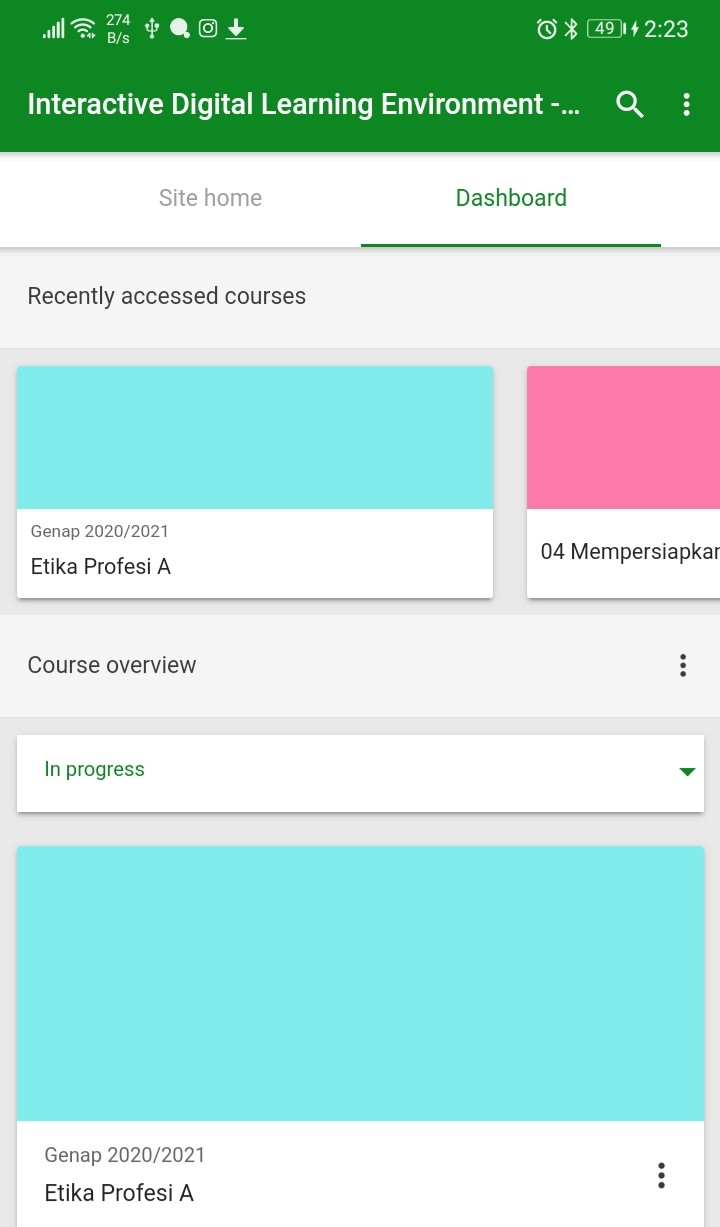 274
B/s
49
2:23
Interactive Digital Learning Environment -...
Site home
Dashboard
Recently accessed courses
Genap 2020/2021
Etika Profesi A
04 Mempersiapkan
Course overview
In progress
Genap 2020/2021
Etika Profesi A